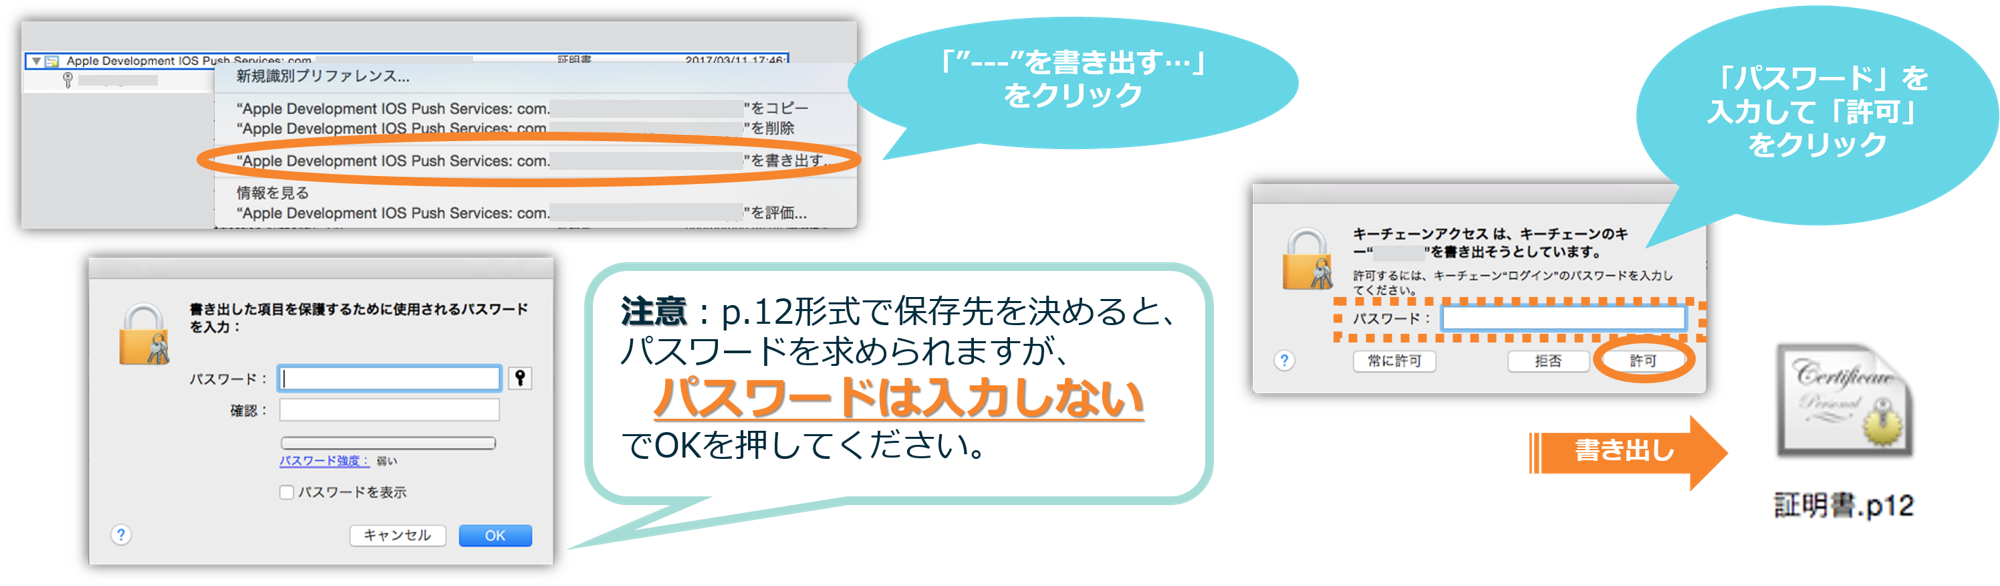 Apple Development IOS Push Services: com.
証明書
2017/03/11 17:46:
新規識別プリファレンス...
“Apple Development IOS Push Services: com. ”をコピー
“Apple Development IOS Push Services: com. ”を削除
“Apple Development IOS Push Services: com. ”を書き出す...
情報を見る
“Apple Development IOS Push Services: com. ”を評価...
「”---”を書き出す…」
をクリック
「パスワード」を
入力して「許可」
をクリック
書き出した項目を保護するために使用されるパスワード
を入力：
パスワード：
確認：
パスワード強度： 弱い
パスワードを表示
?
キャンセル
OK
注意：p.12形式で保存先を決めると、
パスワードを求められますが、
パスワードは入力しない
でOKを押してください。
キーチェーンアクセス は、キーチェーンのキ
ー“ ”を書き出そうとしています。
許可するには、キーチェーン“ログイン”のパスワードを入力し
てください。
パスワード：
?
常に許可
拒否
許可
書き出し
Certificate
Personal
証明書.p12